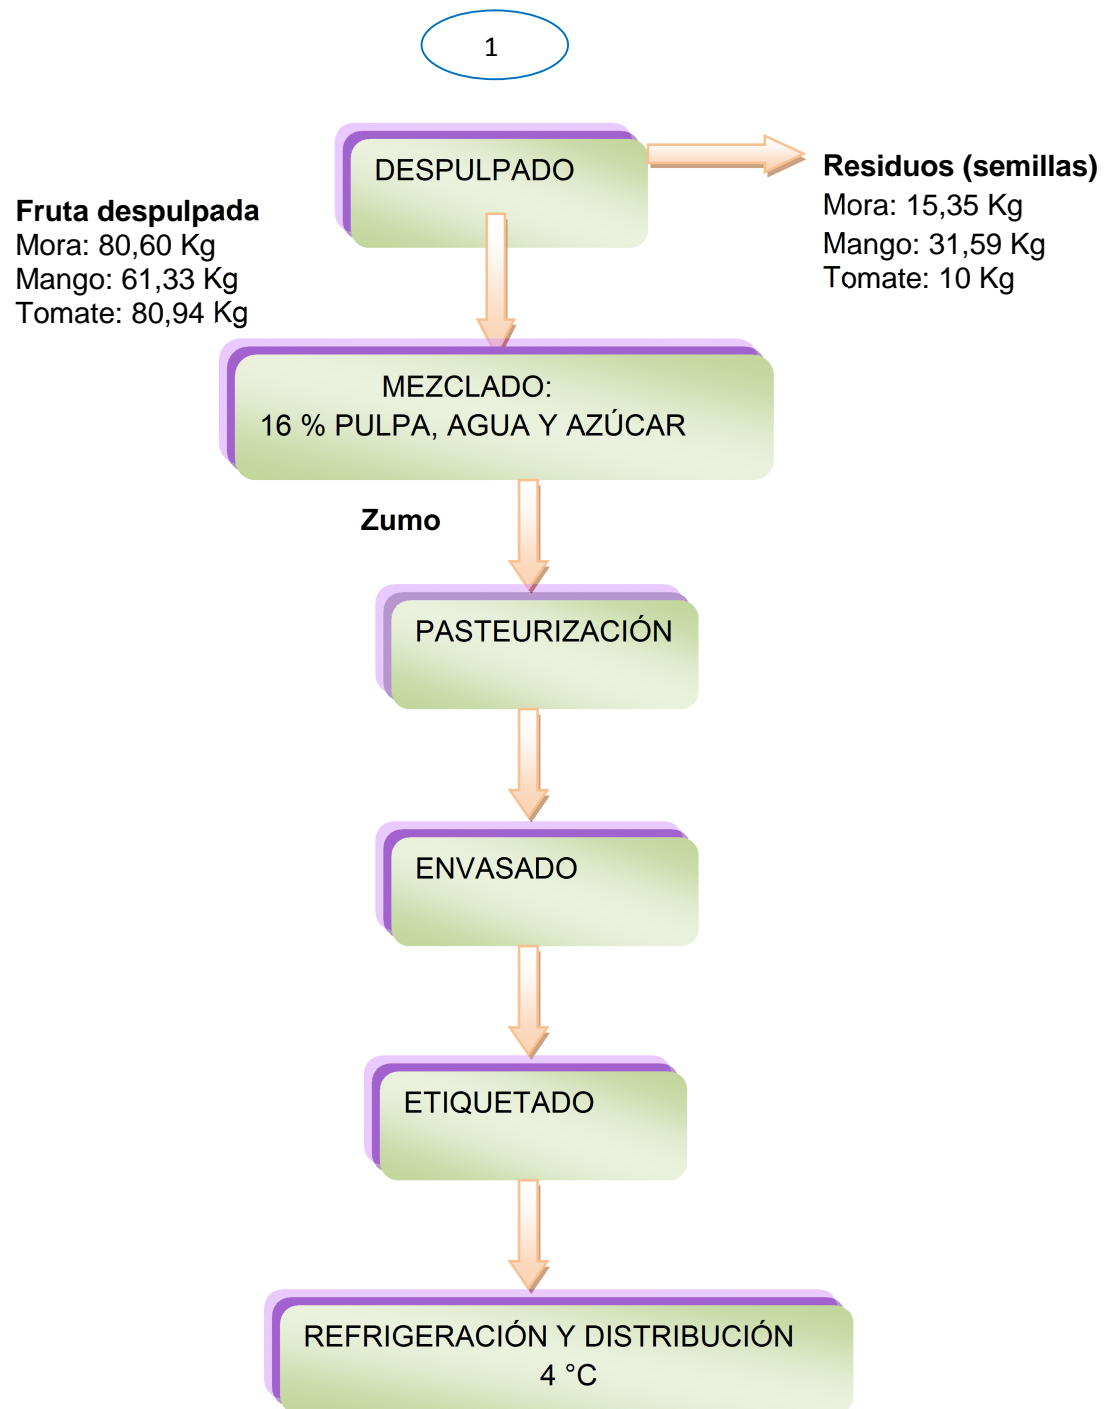 1
DESPULPADO
Residuos (semillas)
Mora: 15,35 Kg
Mango: 31,59 Kg
Tomate: 10 Kg
Fruta despulpada
Mora: 80,60 Kg
Mango: 61,33 Kg
Tomate: 80,94 Kg
MEZCLADO:
16 % PULPA, AGUA Y AZÚCAR
Zumo
PASTEURIZACIÓN
ENVASADO
ETIQUETADO
REFRIGERACIÓN Y DISTRIBUCIÓN
4 °C